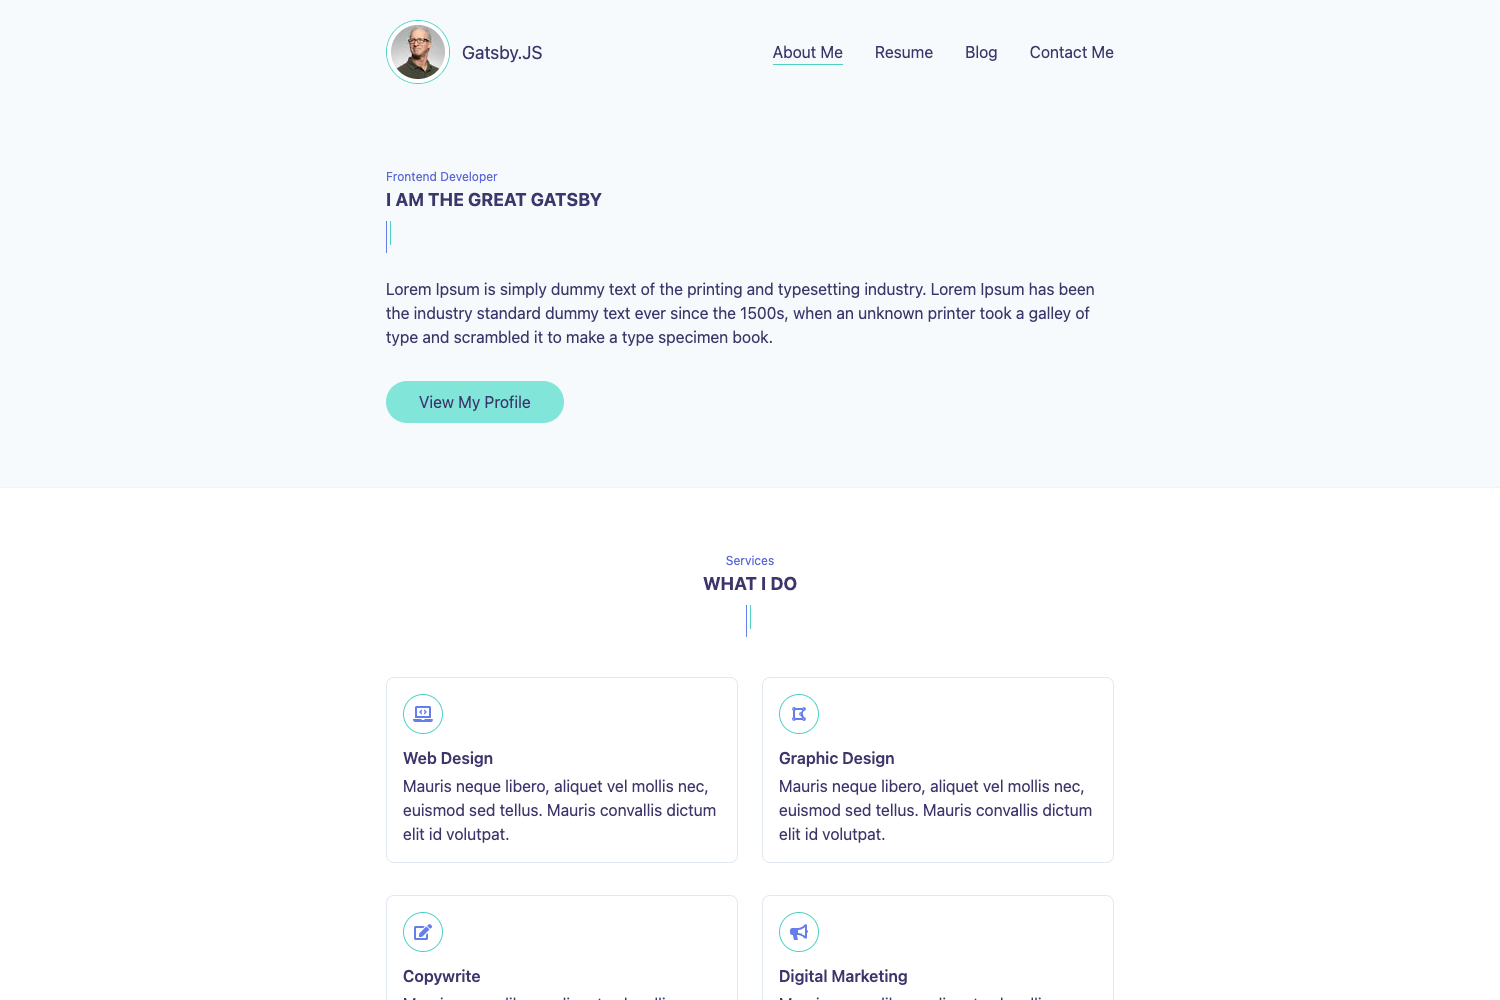 Gatsby.JS
About Me
Resume
Blog
Contact Me
Frontend Developer
I AM THE GREAT GATSBY
Lorem Ipsum is simply dummy text of the printing and typesetting industry. Lorem Ipsum has been
the industry standard dummy text ever since the 1500s, when an unknown printer took a galley of
type and scrambled it to make a type specimen book.
View My Profile
Services
WHAT I DO
Web Design
Mauris neque libero, aliquet vel mollis nec,
euismod sed tellus. Mauris convallis dictum
elit id volutpat.
Graphic Design
Mauris neque libero, aliquet vel mollis nec,
euismod sed tellus. Mauris convallis dictum
elit id volutpat.
Copywrite
Digital Marketing